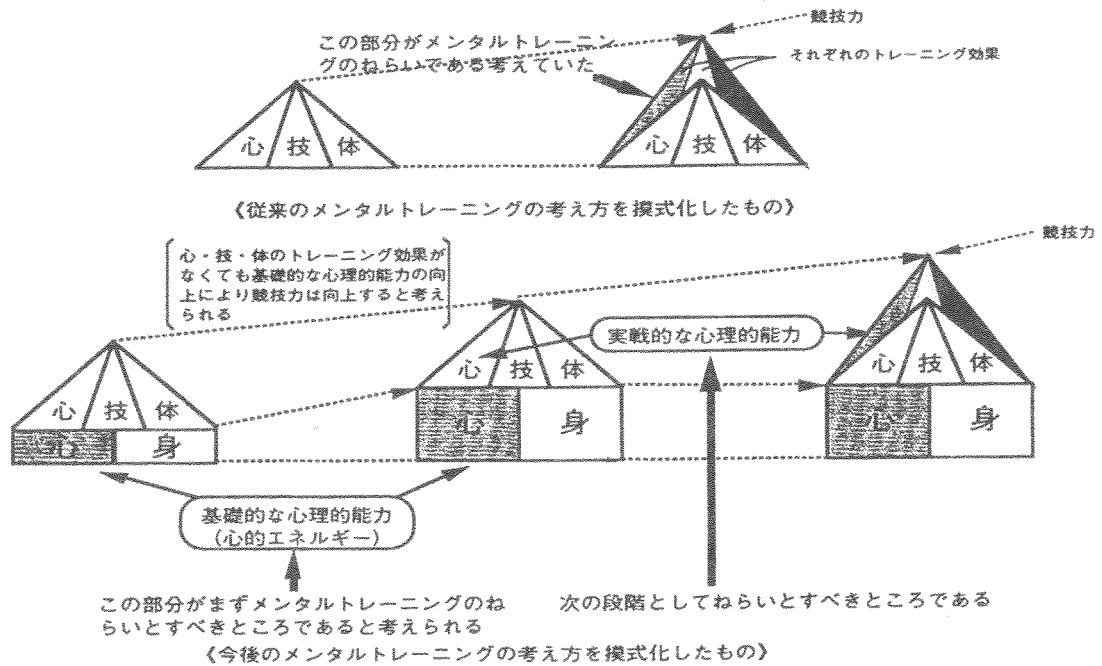 競技力
この部分がメンタルトレーニン
グのねらいである考えていた
それぞれのトレーニング効果
心 技 体
心 技 体
《従来のメンタルトレーニングの考え方を摸式化したもの》
競技力
心・技・体のトレーニング効果が
なくても基礎的な心理的能力の向
上により競技力は向上すると考え
られる
実戦的な心理的能力
心 技 体
心 技 体
心 技 体
心 身
心 身
心 身
基礎的な心理的能力
(心的エネルギー)
この部分がまずメンタルトレーニングのね
らいとすべきところであると考えられる
次の段階としてねらいとすべきところである
《今後のメンタルトレーニングの考え方を摸式化したもの》